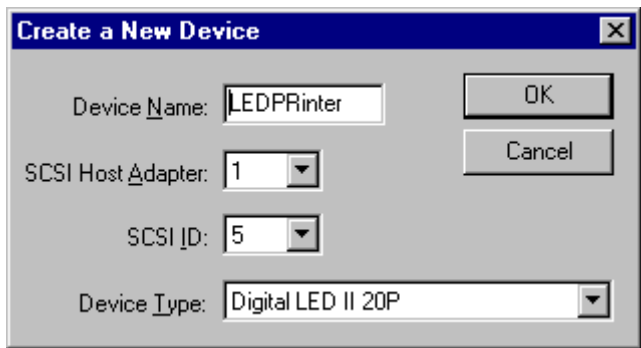 Create a New Device
Device Name: LEDPRinter
OK
SCSI Host Adapter: 1
Cancel
SCSI ID: 5
Device Type: Digital LED II 20P